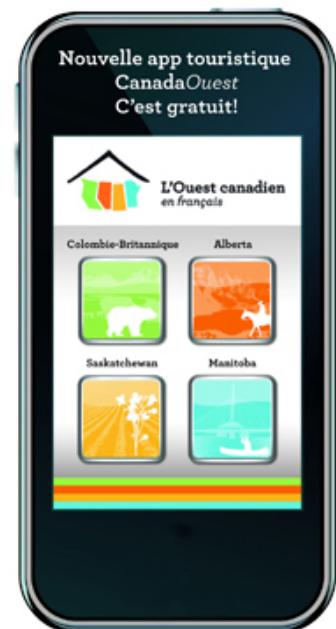 Nouvelle app touristique
CanadaOuest
C'est gratuit!
L'Ouest canadien
en français
Colombie-Britannique
Alberta
Saskatchewan
Manitoba